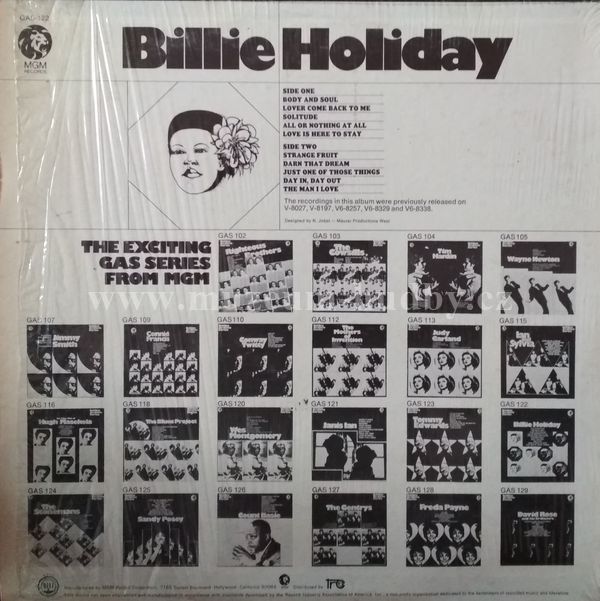 GAS-122
MGM
RECORDS
Billie Holiday
SIDE ONE
BODY AND SOUL
LOVER COME BACK TO ME
SOLITUDE
ALL OR NOTHING AT ALL
LOVE IS HERE TO STAY
SIDE TWO
STRANGE FRUIT
DARN THAT DREAM
JUST ONE OF THOSE THINGS
DAY IN, DAY OUT
THE MAN I LOVE
The recordings in this album were previously released on
V-8027, V-8197, V6-8257, V6-8329 and V6-8338.
THE EXCITING
GAS SERIES
FROM MGM
GAS 102
Righteous
Brothers
GAS 103
The
Cowsills
GAS 104
Tim
Hardin
GAS 105
Wayne Newton
GAS 107
Jimmy
Smith
GAS 109
Connie
Francis
GAS 110
Conway
Twitty
GAS 112
The
Mothers
of
Invention
GAS 113
Judy
Garland
GAS 115
GAS 116
Hugh Masekela
GAS 118
The Blues Project
GAS 120
Wes
Montgomery
GAS 121
Janis Ian
GAS 123
Tommy
Edwards
GAS 122
Billie Holiday
GAS 124
The
Stonemans
GAS 125
Sandy Posey
GAS 126
Count Basie
GAS 127
The Gentrys
GAS 128
Freda Payne
GAS 129
David Rose